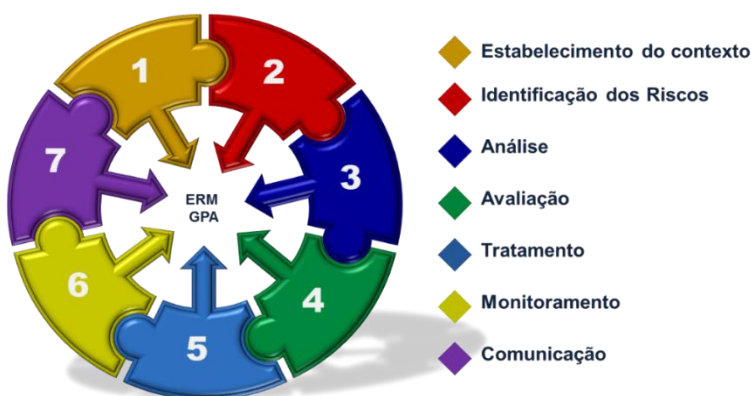 1
2
3
4
5
6
7
ERM
GPA
Estabelecimento do contexto
Identificação dos Riscos
Análise
Avaliação
Tratamento
Monitoramento
Comunicação